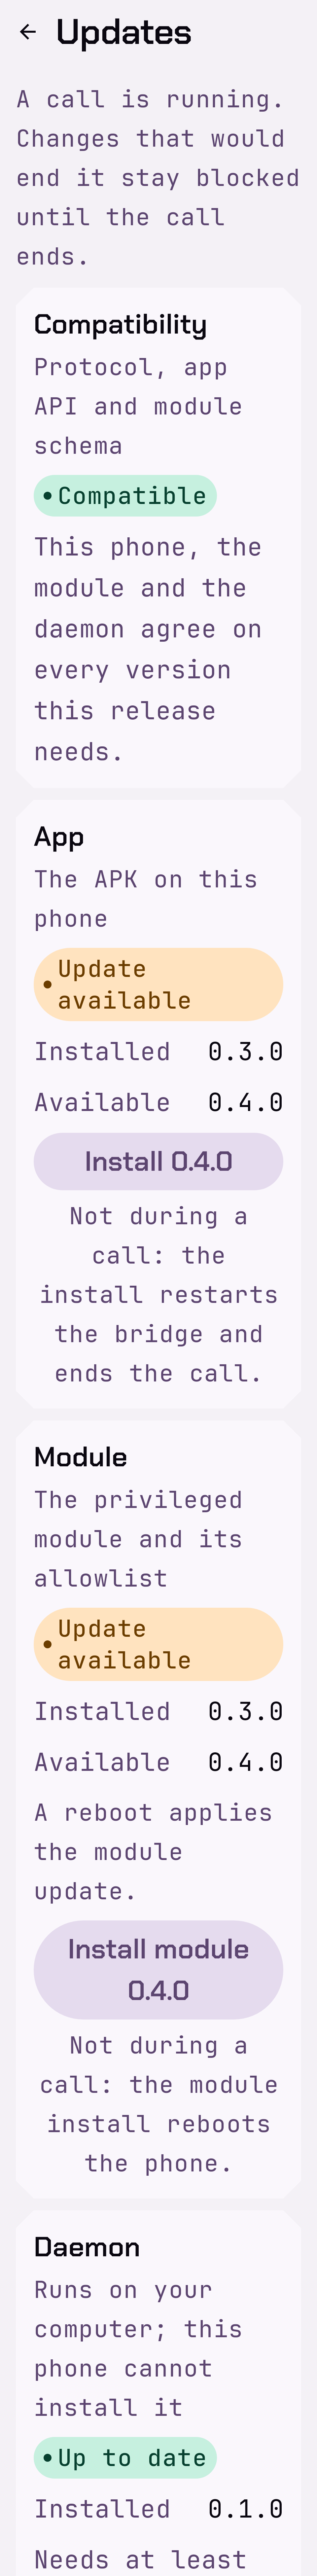 Updates
A call is running.
Changes that would
end it stay blocked
until the call
ends.
Compatibility
Protocol, app
API and module
schema
Compatible
This phone, the
module and the
daemon agree on
every version
this release
needs.
App
The APK on this
phone
Update
available
Installed 0.3.0
Available 0.4.0
Install 0.4.0
Not during a
call: the
install restarts
the bridge and
ends the call.
Module
The privileged
module and its
allowlist
Update
available
Installed 0.3.0
Available 0.4.0
A reboot applies
the module
update.
Install module
0.4.0
Not during a
call: the module
install reboots
the phone.
Daemon
Runs on your
computer; this
phone cannot
install it
Up to date
Installed 0.1.0
Needs at least